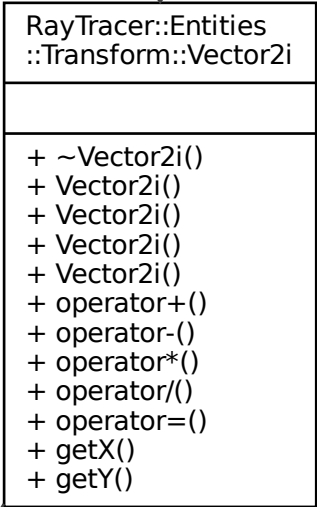 RayTracer::Entities
::Transform::Vector2i
+ ~Vector2i()
+ Vector2i()
+ Vector2i()
+ Vector2i()
+ Vector2i()
+ operator+()
+ operator-()
+ operator*()
+ operator/()
+ operator=()
+ getX()
+ getY()